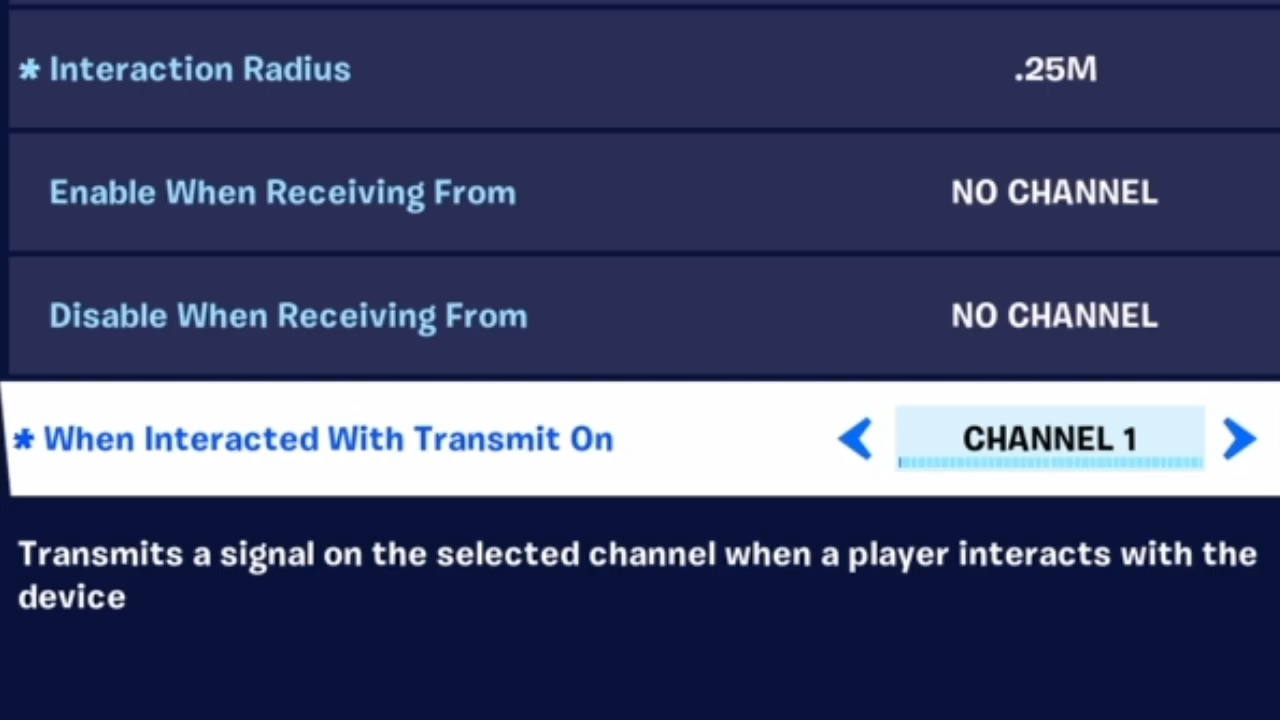 * Interaction Radius .25M
Enable When Receiving From NO CHANNEL
Disable When Receiving From NO CHANNEL
* When Interacted With Transmit On CHANNEL 1
Transmits a signal on the selected channel when a player interacts with the
device